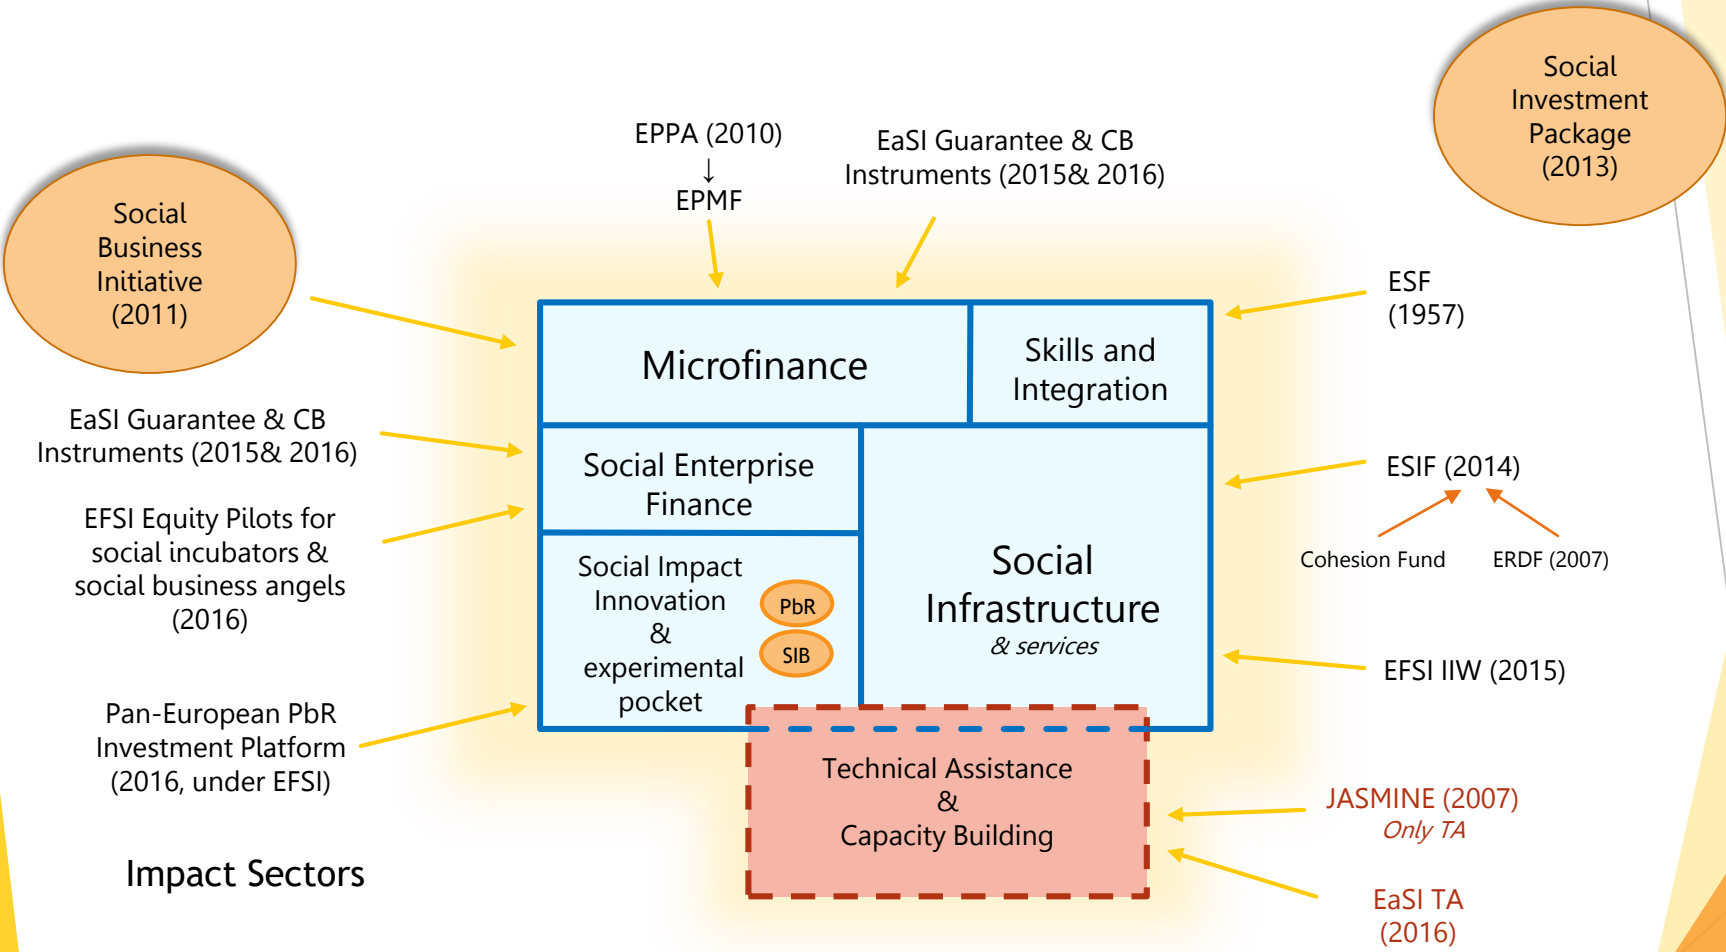 Social
Investment
Package
(2013)
EPPA (2010)
↓
EPMF
EaSI Guarantee & CB
Instruments (2015& 2016)
Social
Business
Initiative
(2011)
ESF
(1957)
Microfinance
Skills and
Integration
EaSI Guarantee & CB
Instruments (2015& 2016)
Social Enterprise
Finance
ESIF (2014)
Cohesion Fund
ERDF (2007)
EFSI Equity Pilots for
social incubators &
social business angels
(2016)
Social Impact
Innovation
&
experimental
pocket
PbR
SIB
Social
Infrastructure
& services
EFSI IIW (2015)
Pan-European PbR
Investment Platform
(2016, under EFSI)
Technical Assistance
&
Capacity Building
JASMINE (2007)
Only TA
EaSI TA
(2016)
Impact Sectors